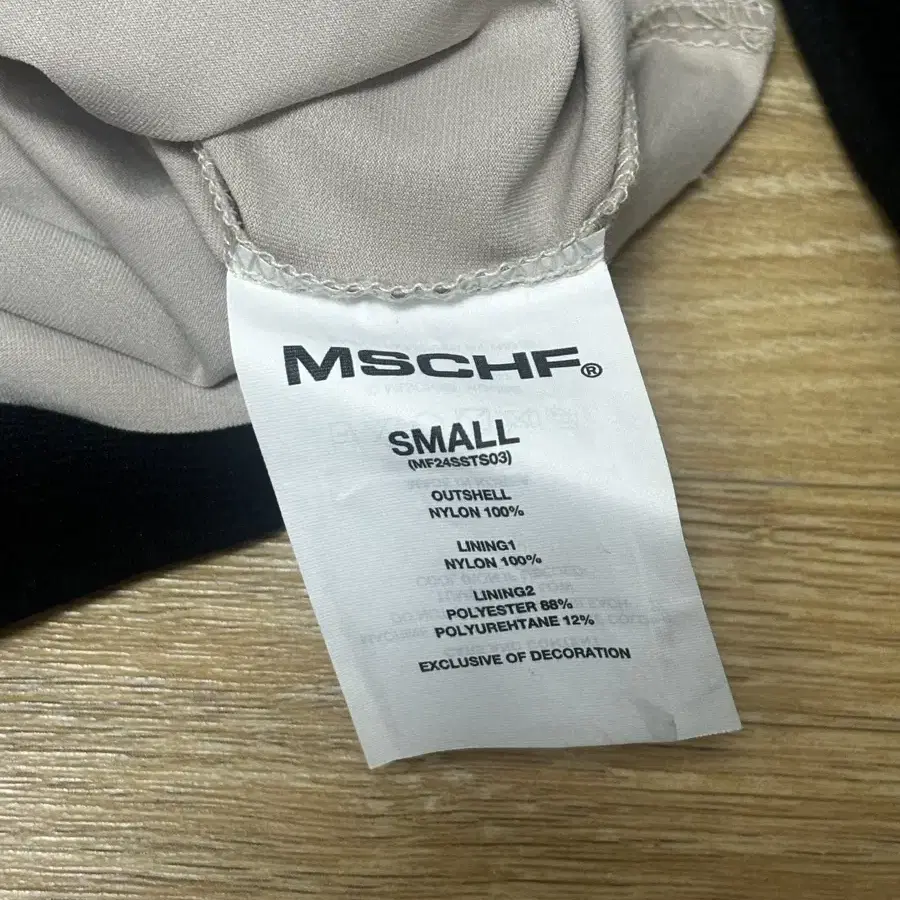 MSCHF®
SMALL
(MF24SSTS03)
OUTSHELL
NYLON 100%
LINING1
NYLON 100%
LINING2
POLYESTER 88%
POLYUREHTANE 12%
EXCLUSIVE OF DECORATION